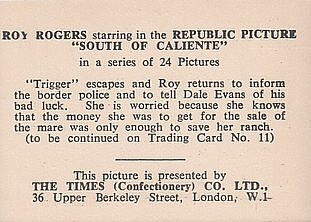 ROY ROGERS starring in the REPUBLIC PICTURE
"SOUTH OF CALIENTE"
in a series of 24 Pictures
"Trigger" escapes and Roy returns to inform
the border police and to tell Dale Evans of his
bad luck. She is worried because she knows
that the money she was to get for the sale of
the mare was only enough to save her ranch.
(to be continued on Trading Card No. 11)
This picture is presented by
THE TIMES (Confectionery) CO. LTD.,
36 Upper Berkeley Street, London, W.1